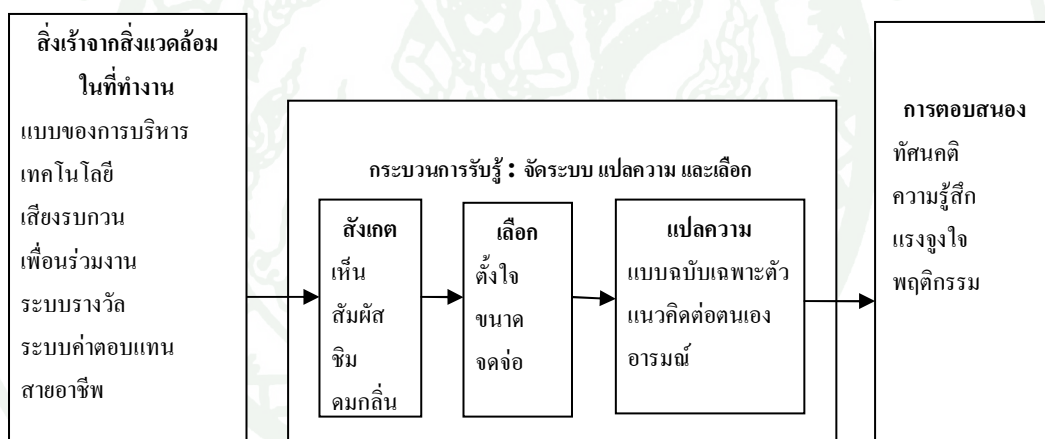 สิ่งเร้าจากสิ่งแวดล้อม
ในที่ทำงาน
แบบของการบริหาร
เทคโนโลยี
เสียงรบกวน
เพื่อนร่วมงาน
ระบบรางวัล
ระบบค่าตอบแทน
สายอาชีพ
กระบวนการรับรู้ : จัดระบบ แปลความ และเลือก
สังเกต
เห็น
สัมผัส
ชิม
ดมกลิ่น
เลือก
ตั้งใจ
ขนาด
จดจ่อ
แปลความ
แบบฉบับเฉพาะตัว
แนวคิดต่อตนเอง
อารมณ์
การตอบสนอง
ทัศนคติ
ความรู้สึก
แรงจูงใจ
พฤติกรรม